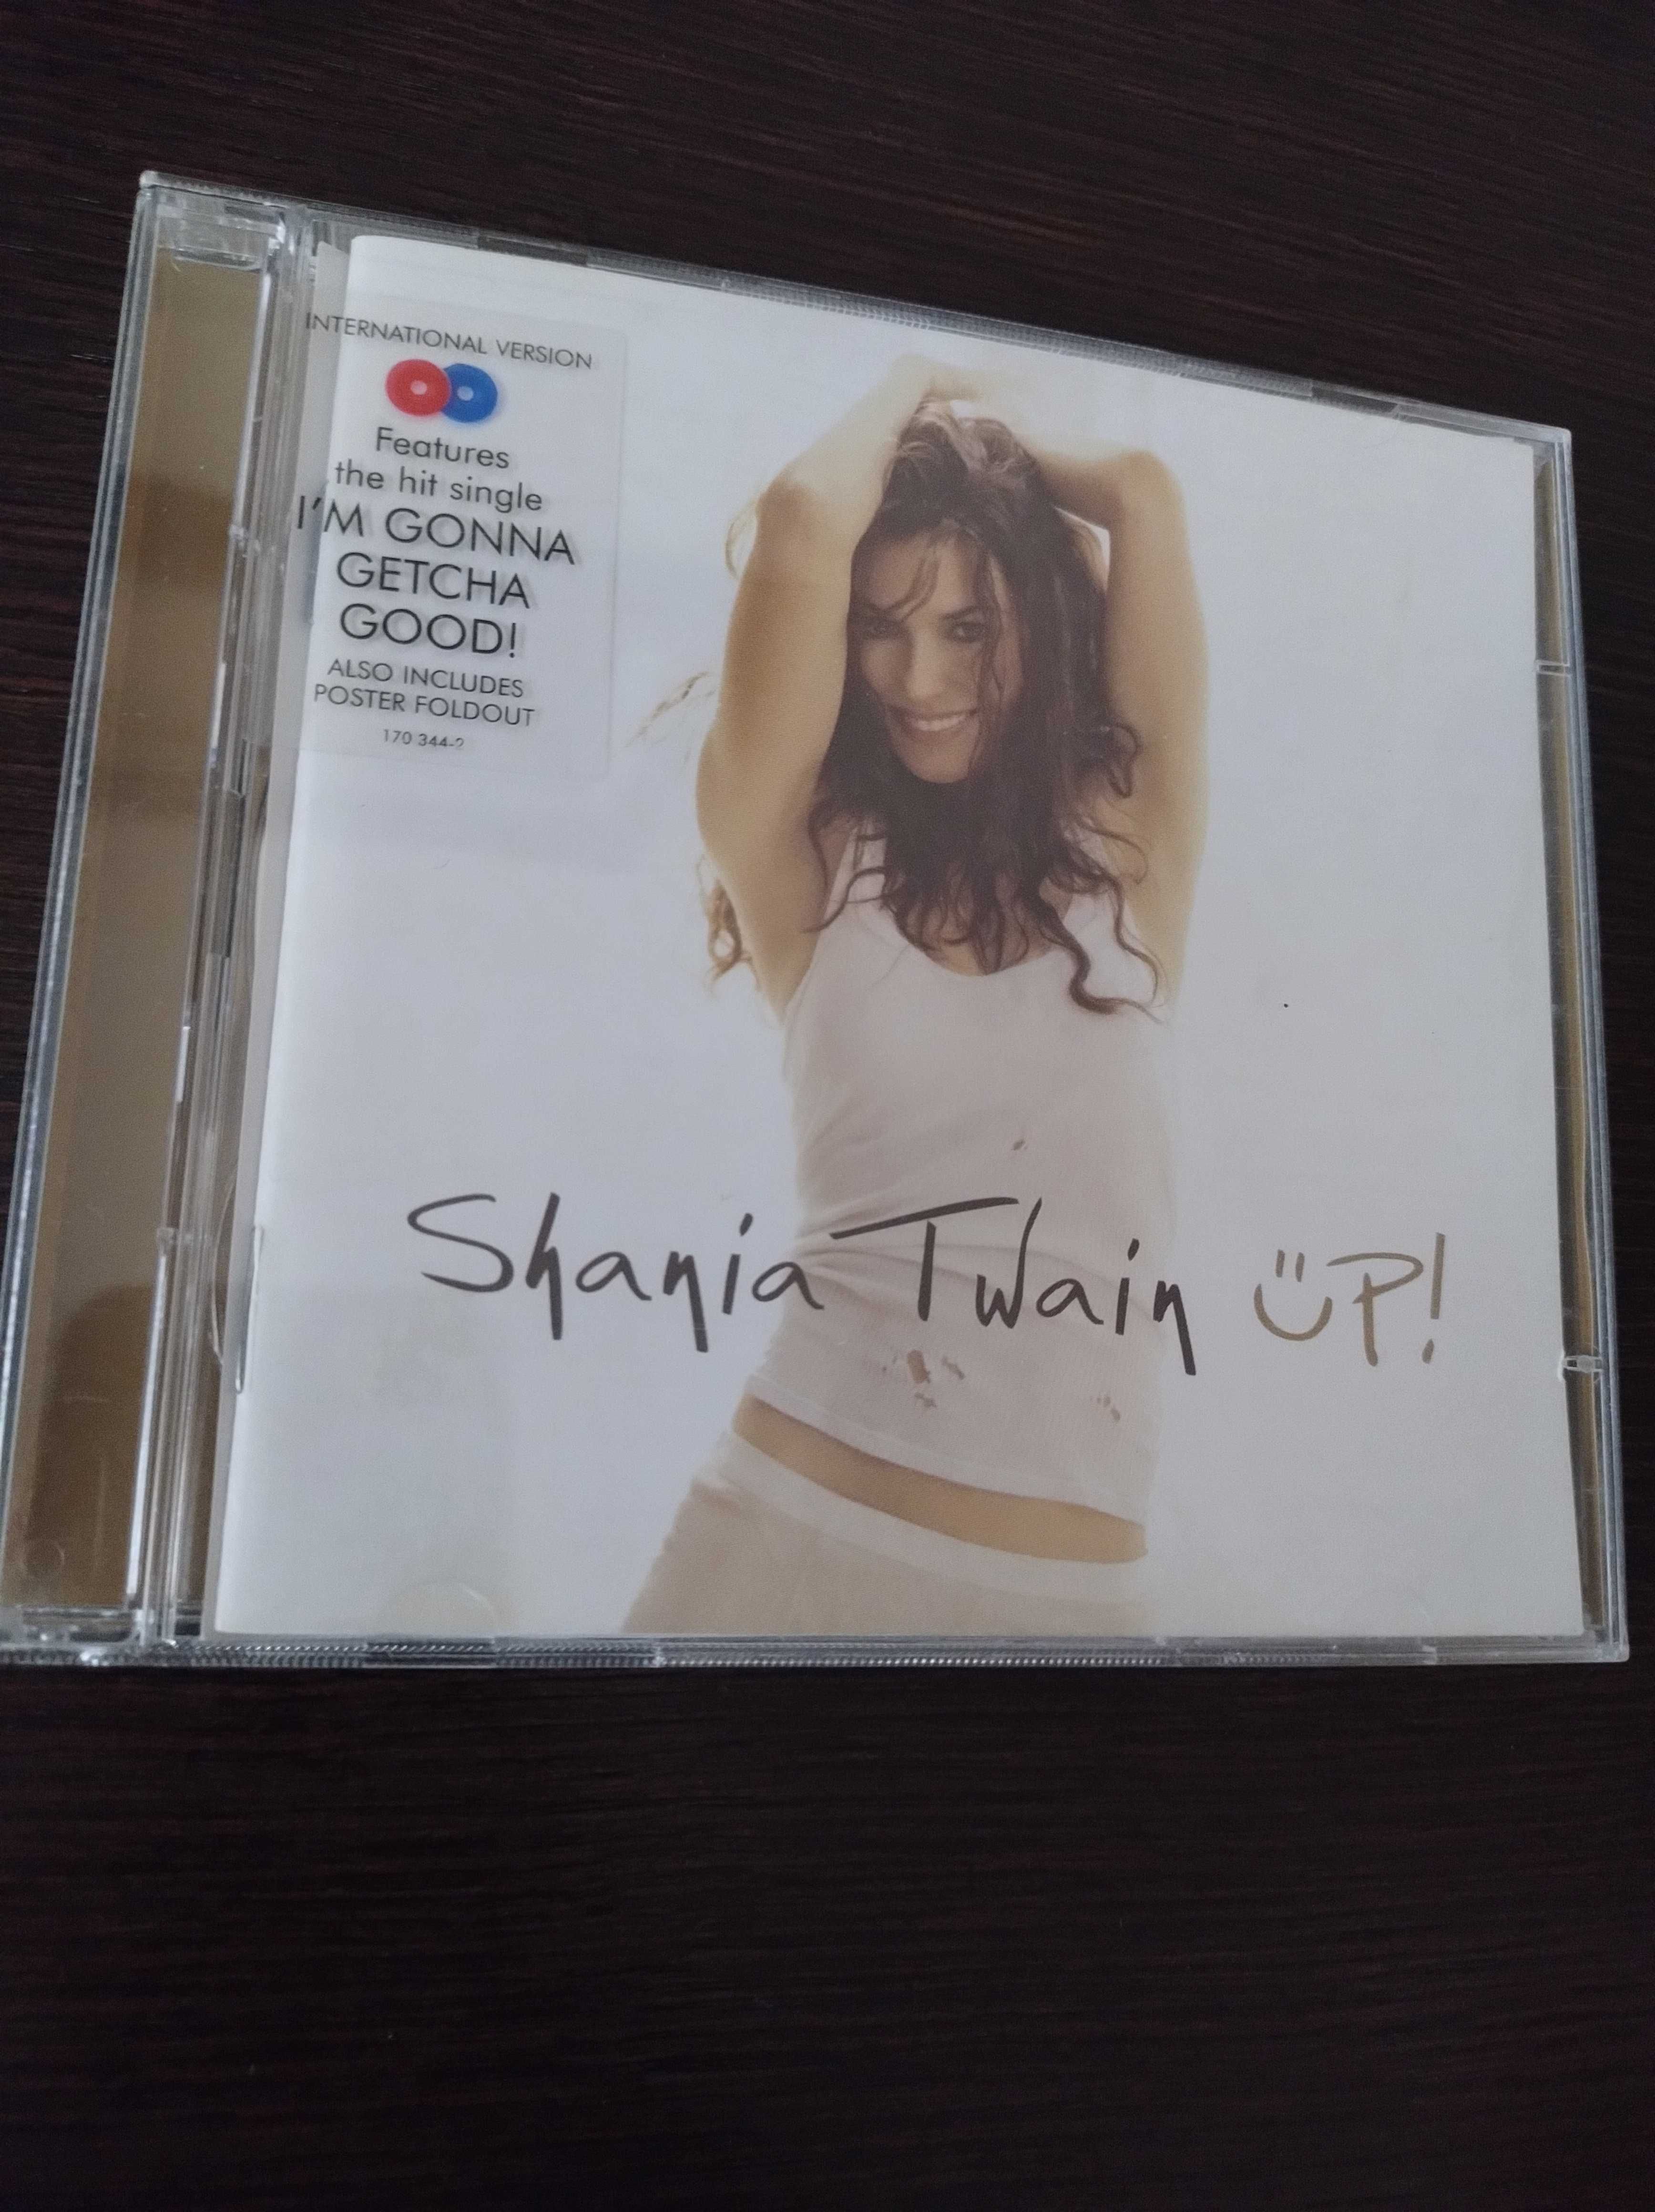 INTERNATIONAL VERSION
Features
the hit single
I'M GONNA
GETCHA
GOOD!
ALSO INCLUDES
POSTER FOLDOUT
170 344-2
Shania Twain UP!